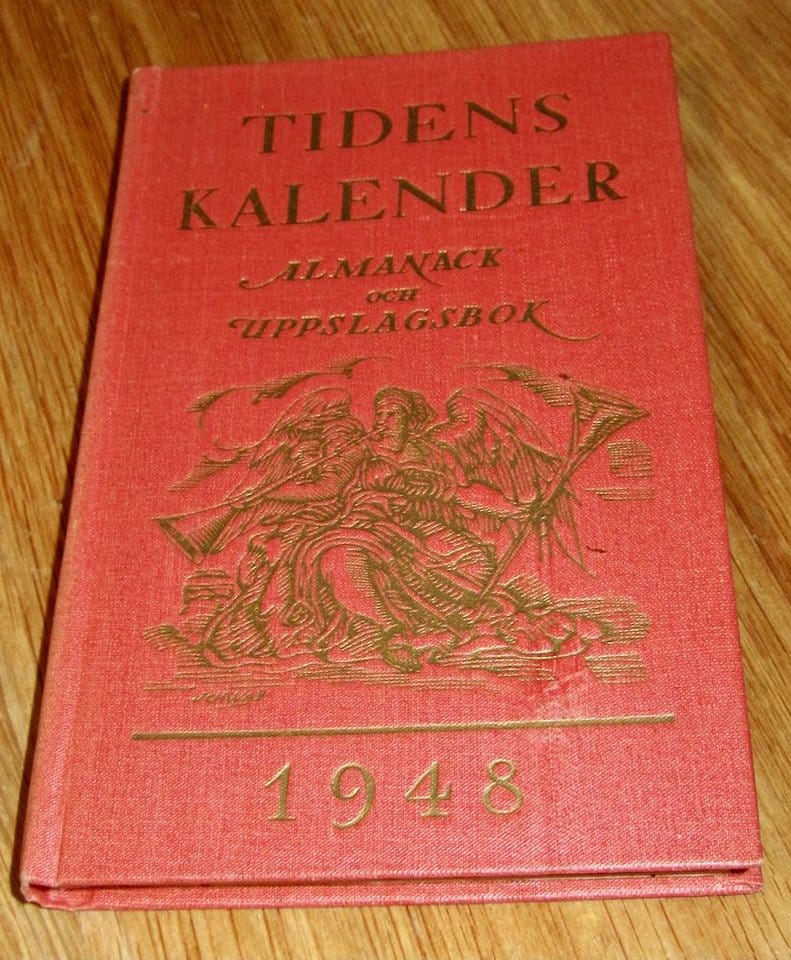 TIDENS
KALENDER
ALMANACK
OCH
UPPSLAGSBOK
1948